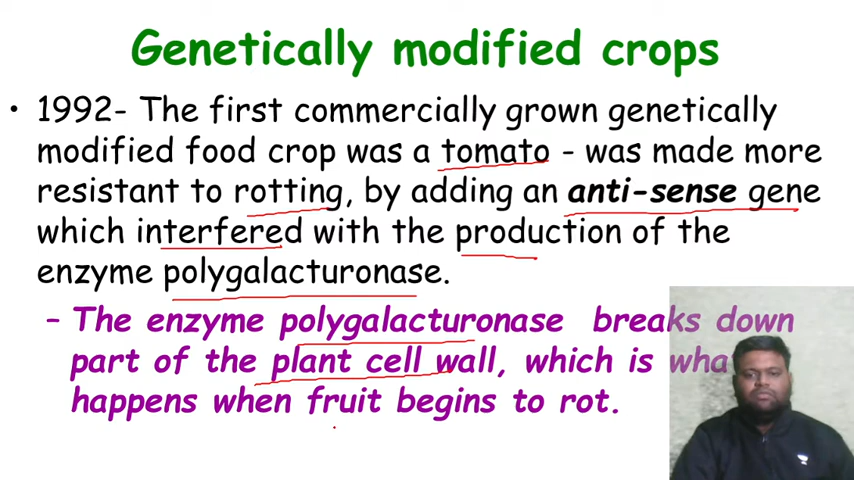 Genetically modified crops
• 1992- The first commercially grown genetically
modified food crop was a tomato - was made more
resistant to rotting, by adding an anti-sense gene
which interfered with the production of the
enzyme polygalacturonase.
– The enzyme polygalacturonase breaks down
part of the plant cell wall, which is wha
happens when fruit begins to rot.